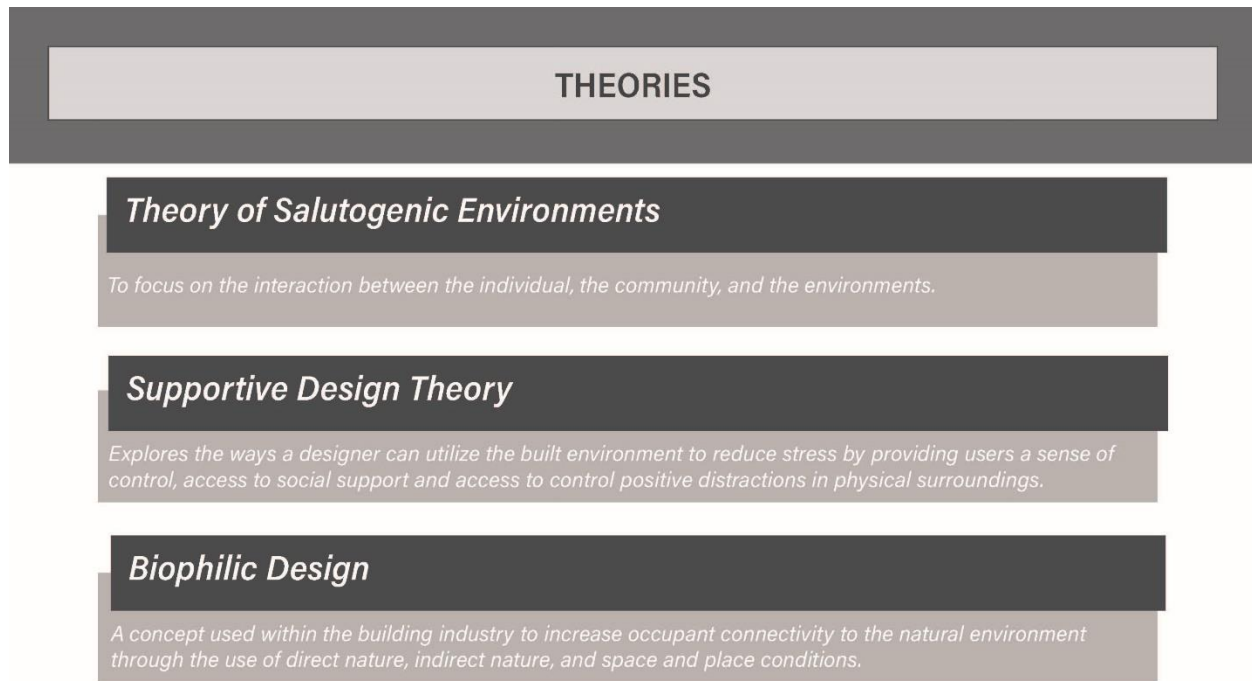 THEORIES
Theory of Salutogenic Environments
To focus on the interaction between the individual, the community, and the environments.
Supportive Design Theory
Explores the ways a designer can utilize the built environment to reduce stress by providing users a sense of
control, access to social support and access to control positive distractions in physical surroundings.
Biophilic Design
A concept used within the building industry to increase occupant connectivity to the natural environment
through the use of direct nature, indirect nature, and space and place conditions.